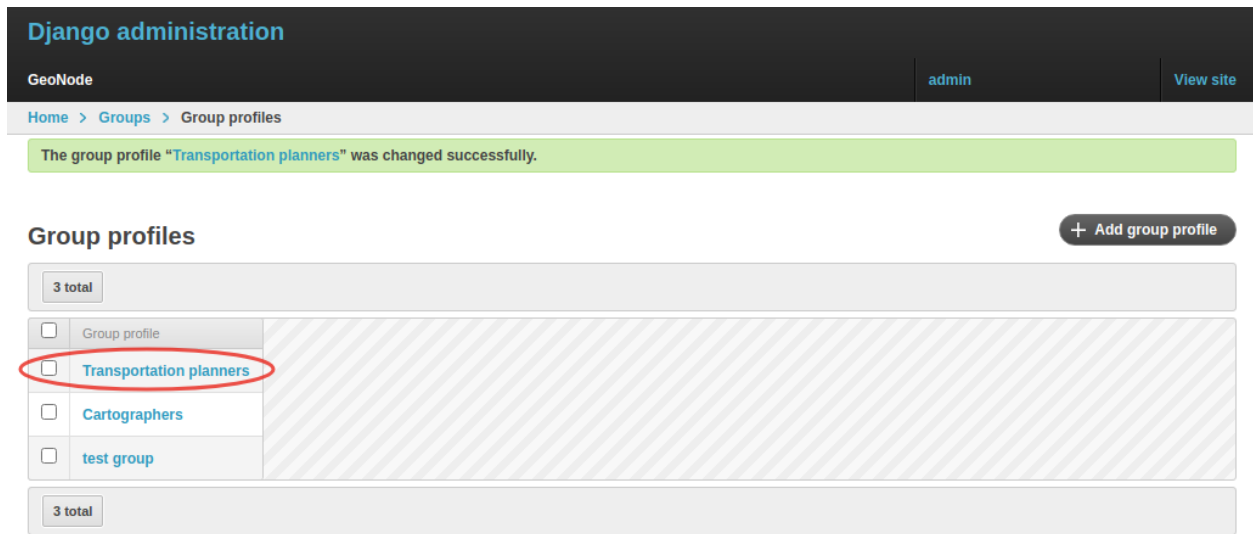 Django administration
GeoNode admin View site
Home > Groups > Group profiles
The group profile “Transportation planners” was changed successfully.
Group profiles + Add group profile
3 total
Group profile
Transportation planners
Cartographers
test group
3 total